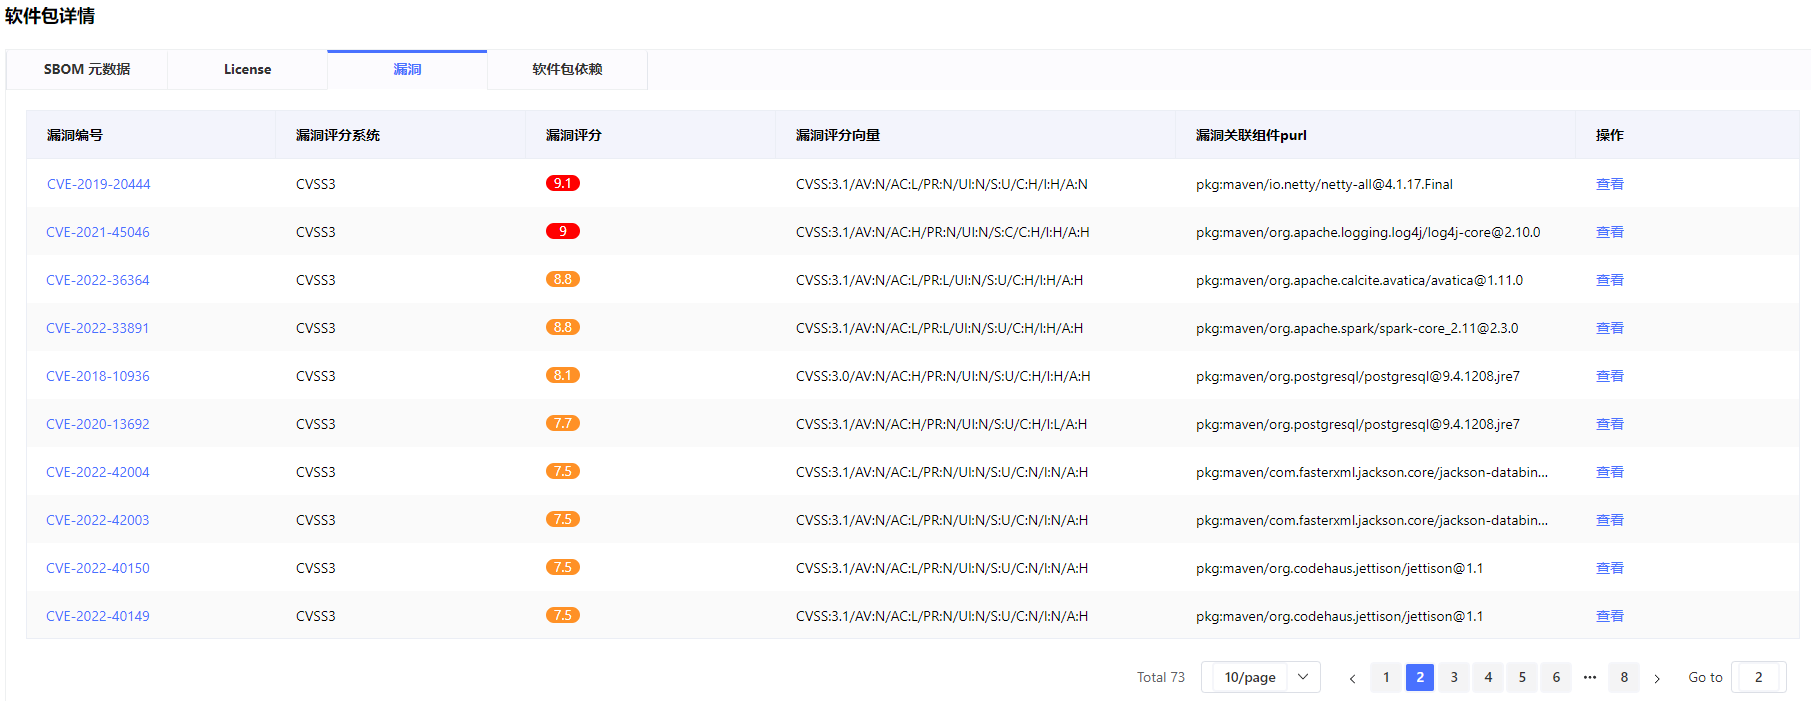 软件包详情
SBOM 元数据 License 漏洞 软件包依赖
漏洞编号 漏洞评分系统 漏洞评分 漏洞评分向量 漏洞关联组件purl 操作
CVE-2019-20444 CVSS3 9.1 CVSS:3.1/AV:N/AC:L/PR:N/UI:N/S:U/C:H/I:H/A:N pkg:maven/io.netty/netty-all@4.1.17.Final 查看
CVE-2021-45046 CVSS3 9 CVSS:3.1/AV:N/AC:H/PR:N/UI:N/S:C/C:H/I:H/A:H pkg:maven/org.apache.logging.log4j/log4j-core@2.10.0 查看
CVE-2022-36364 CVSS3 8.8 CVSS:3.1/AV:N/AC:L/PR:L/UI:N/S:U/C:H/I:H/A:H pkg:maven/org.apache.calcite.avatica/avatica@1.11.0 查看
CVE-2022-33891 CVSS3 8.8 CVSS:3.1/AV:N/AC:L/PR:L/UI:N/S:U/C:H/I:H/A:H pkg:maven/org.apache.spark/spark-core_2.11@2.3.0 查看
CVE-2018-10936 CVSS3 8.1 CVSS:3.0/AV:N/AC:H/PR:N/UI:N/S:U/C:H/I:H/A:H pkg:maven/org.postgresql/postgresql@9.4.1208.jre7 查看
CVE-2020-13692 CVSS3 7.7 CVSS:3.1/AV:N/AC:H/PR:N/UI:N/S:U/C:H/I:L/A:H pkg:maven/org.postgresql/postgresql@9.4.1208.jre7 查看
CVE-2022-42004 CVSS3 7.5 CVSS:3.1/AV:N/AC:L/PR:N/UI:N/S:U/C:N/I:N/A:H pkg:maven/com.fasterxml.jackson.core/jackson-databin... 查看
CVE-2022-42003 CVSS3 7.5 CVSS:3.1/AV:N/AC:L/PR:N/UI:N/S:U/C:N/I:N/A:H pkg:maven/com.fasterxml.jackson.core/jackson-databin... 查看
CVE-2022-40150 CVSS3 7.5 CVSS:3.1/AV:N/AC:L/PR:N/UI:N/S:U/C:N/I:N/A:H pkg:maven/org.codehaus.jettison/jettison@1.1 查看
CVE-2022-40149 CVSS3 7.5 CVSS:3.1/AV:N/AC:L/PR:N/UI:N/S:U/C:N/I:N/A:H pkg:maven/org.codehaus.jettison/jettison@1.1 查看
Total 73 10/page 1 2 3 4 5 6 ••• 8 Go to 2